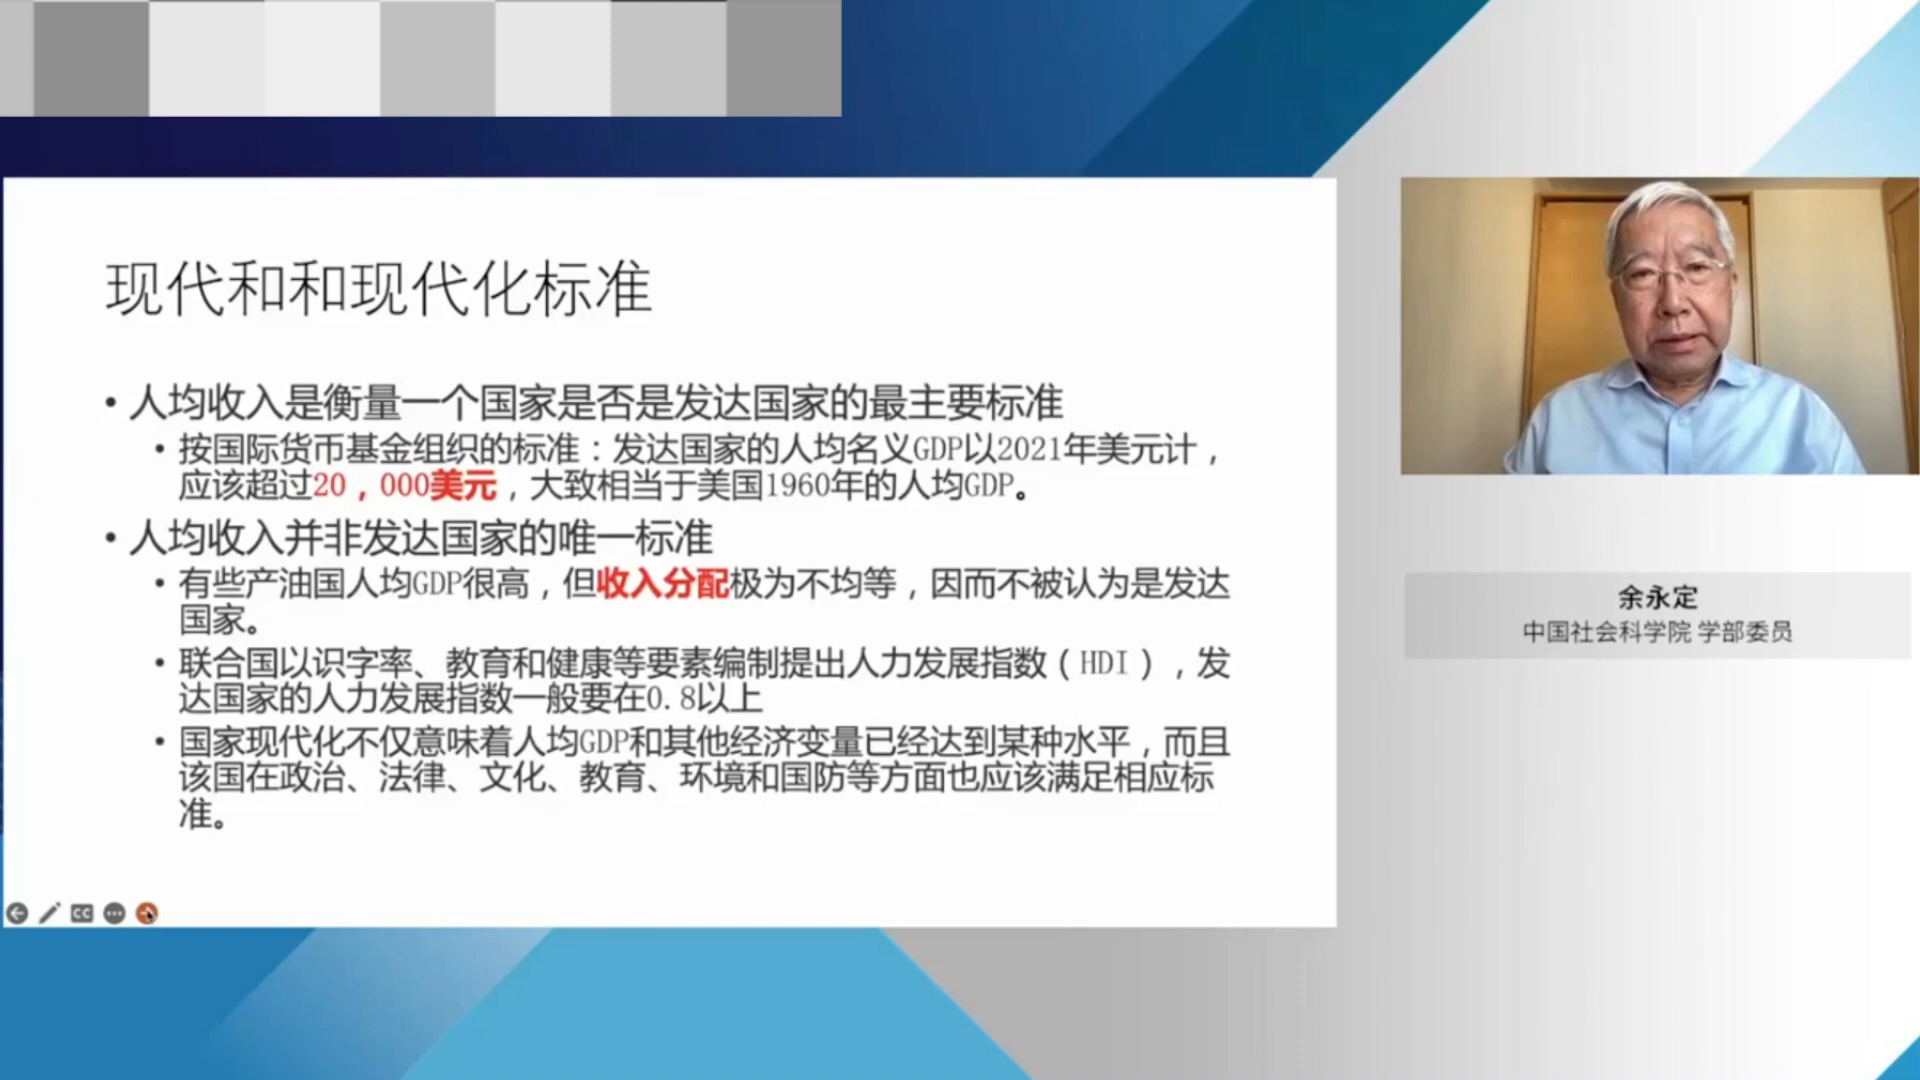 现代和和现代化标准
• 人均收入是衡量一个国家是否是发达国家的最主要标准
• 按国际货币基金组织的标准：发达国家的人均名义GDP以2021年美元计，
应该超过20，000美元，大致相当于美国1960年的人均GDP。
• 人均收入并非发达国家的唯一标准
• 有些产油国人均GDP很高，但收入分配极为不均等，因而不被认为是发达
国家。
• 联合国以识字率、教育和健康等要素编制提出人力发展指数（HDI），发
达国家的人力发展指数一般要在0.8以上
• 国家现代化不仅意味着人均GDP和其他经济变量已经达到某种水平，而且
该国在政治、法律、文化、教育、环境和国防等方面也应该满足相应标
准。
CC
余永定
中国社会科学院 学部委员